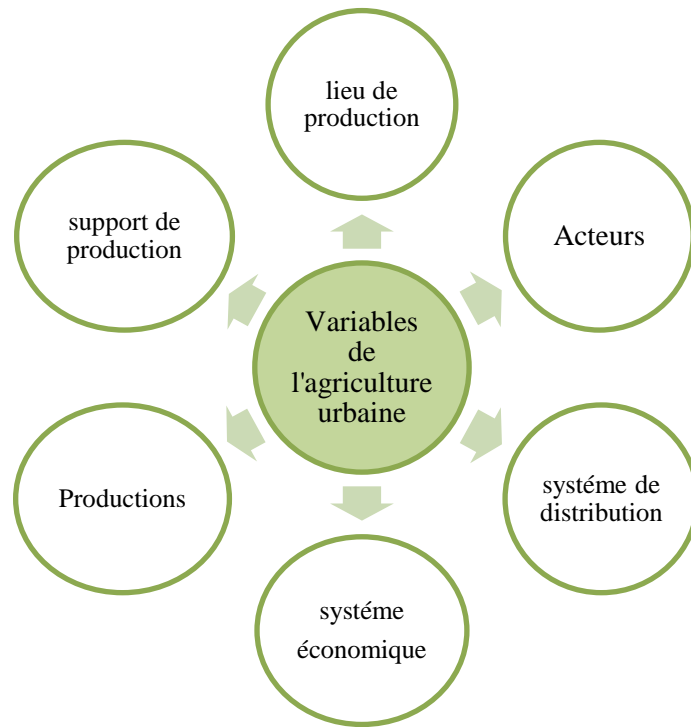 lieu de
production
support de
production
Acteurs
Variables
de
l'agriculture
urbaine
Productions
systéme de
distribution
systéme
économique